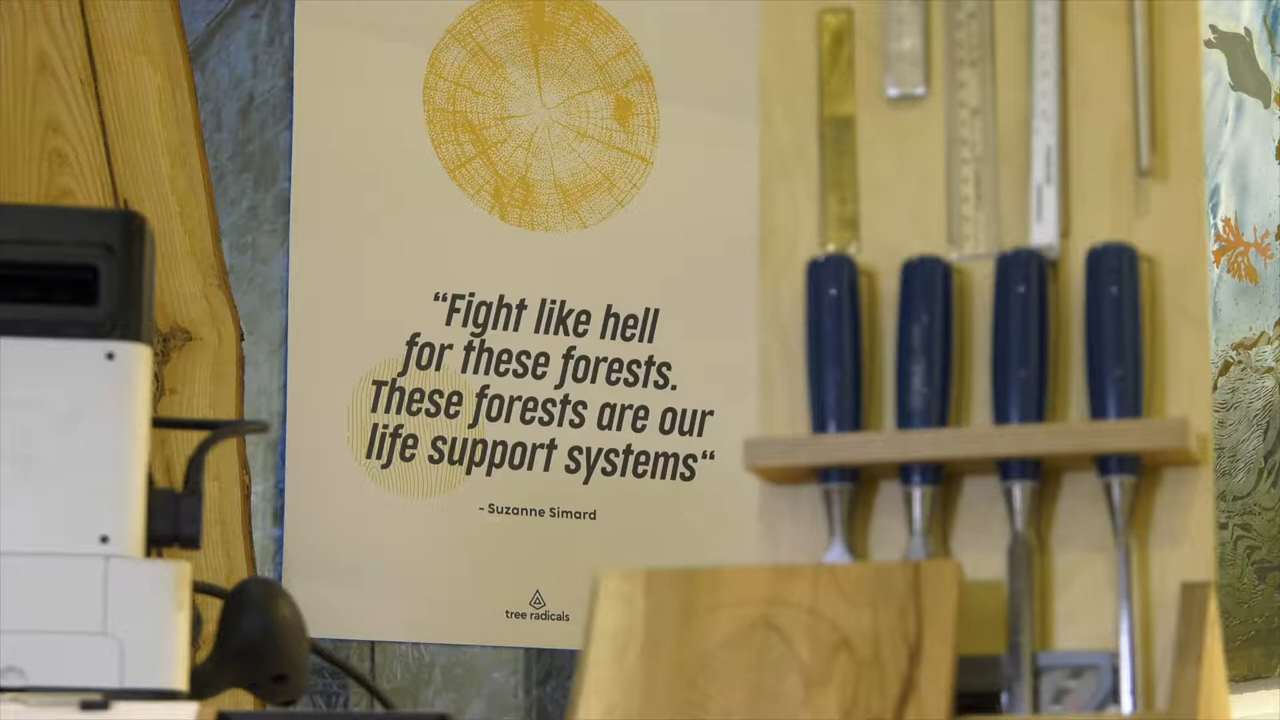 “Fight like hell
for these forests.
These forests are our
life support systems“
- Suzanne Simard
tree radicals